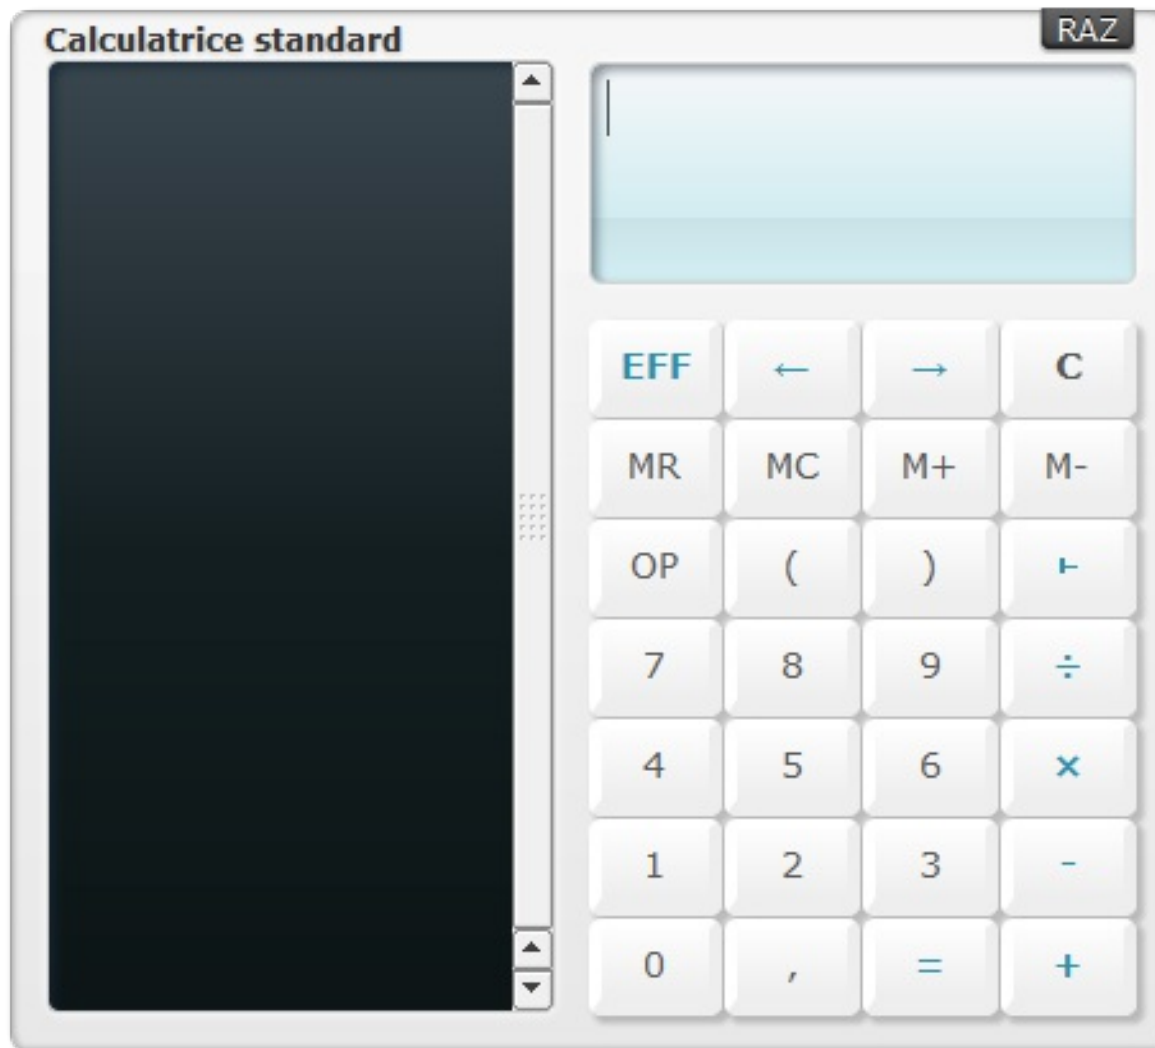 Calculatrice standard
RAZ
EFF ← → C
MR MC M+ M-
OP ( ) ⊢
7 8 9 ÷
4 5 6 ×
1 2 3 -
0 , = +